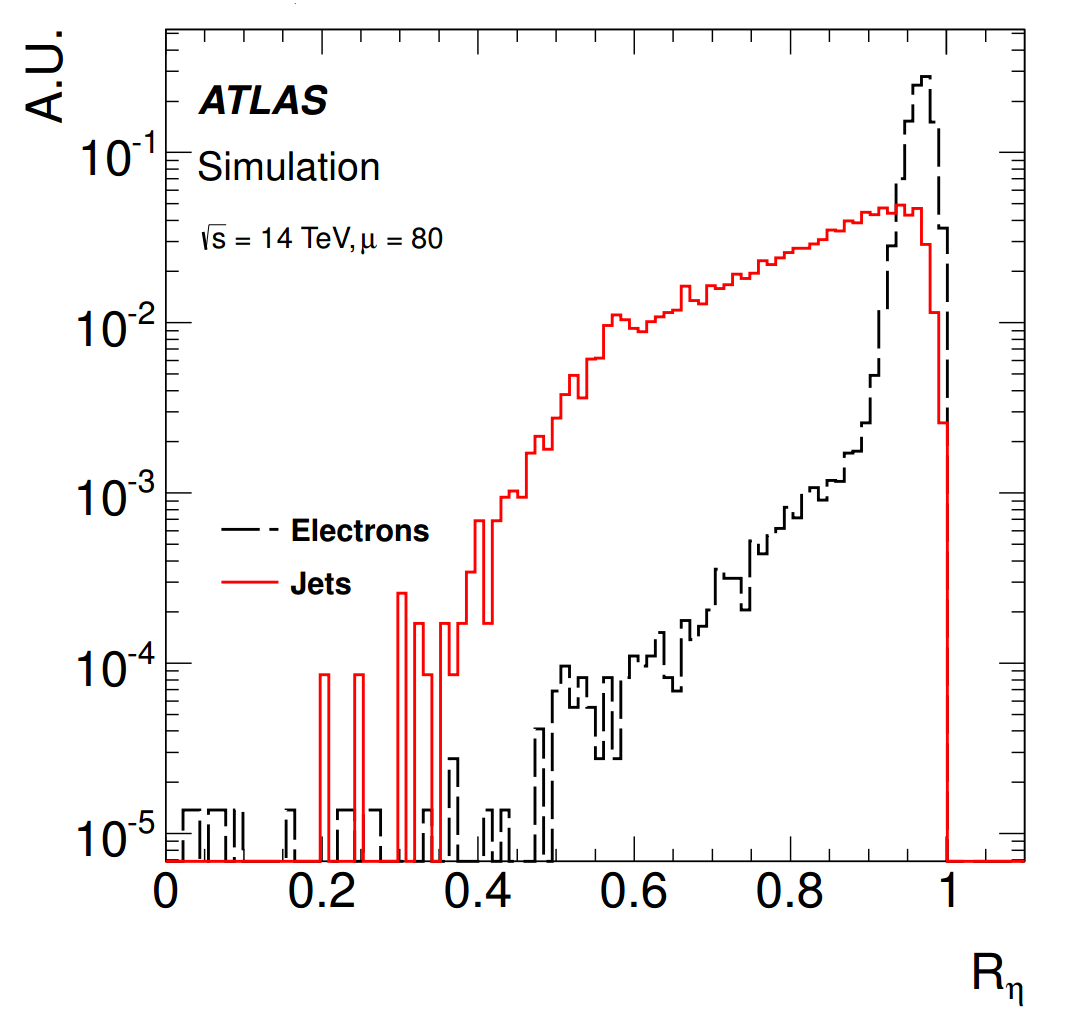 A.U.
ATLAS
Simulation
√s = 14 TeV, μ = 80
10⁻¹
10⁻²
10⁻³
Electrons
Jets
10⁻⁴
10⁻⁵
0 0.2 0.4 0.6 0.8 1
Rη